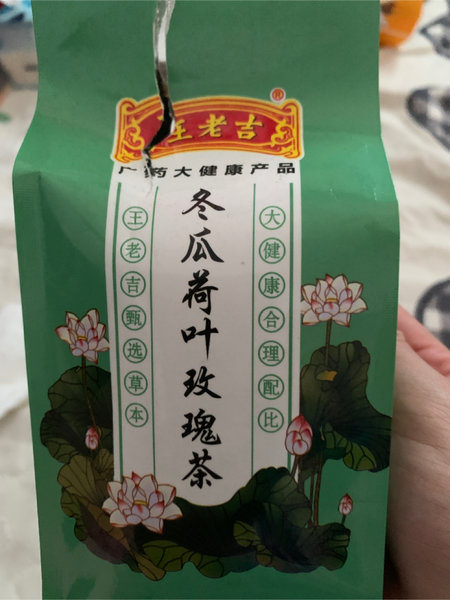 王老吉
®
广药大健康产品
冬瓜荷叶玫瑰茶
王老吉甄选草本
大健康合理配比